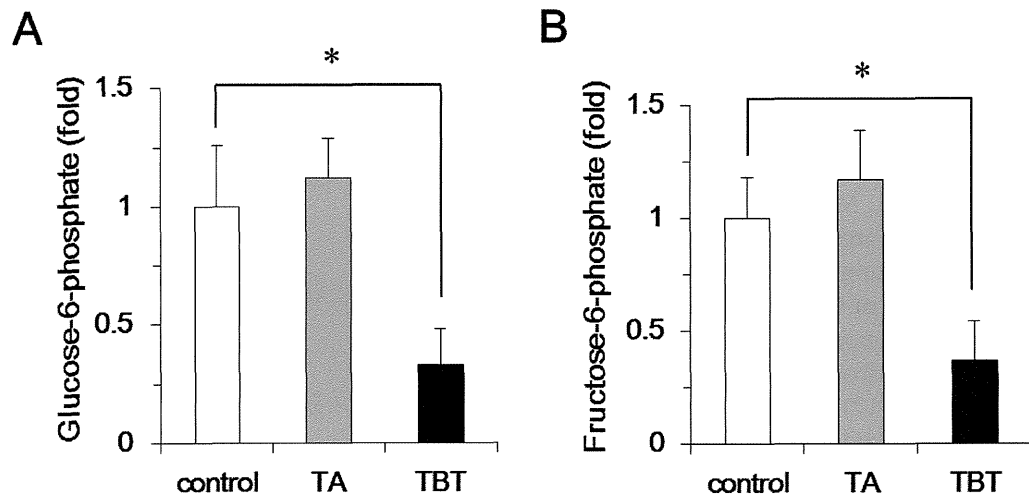 A
*
Glucose-6-phosphate (fold)
1.5
1
0.5
0
control TA TBT
B
*
Fructose-6-phosphate (fold)
1.5
1
0.5
0
control TA TBT